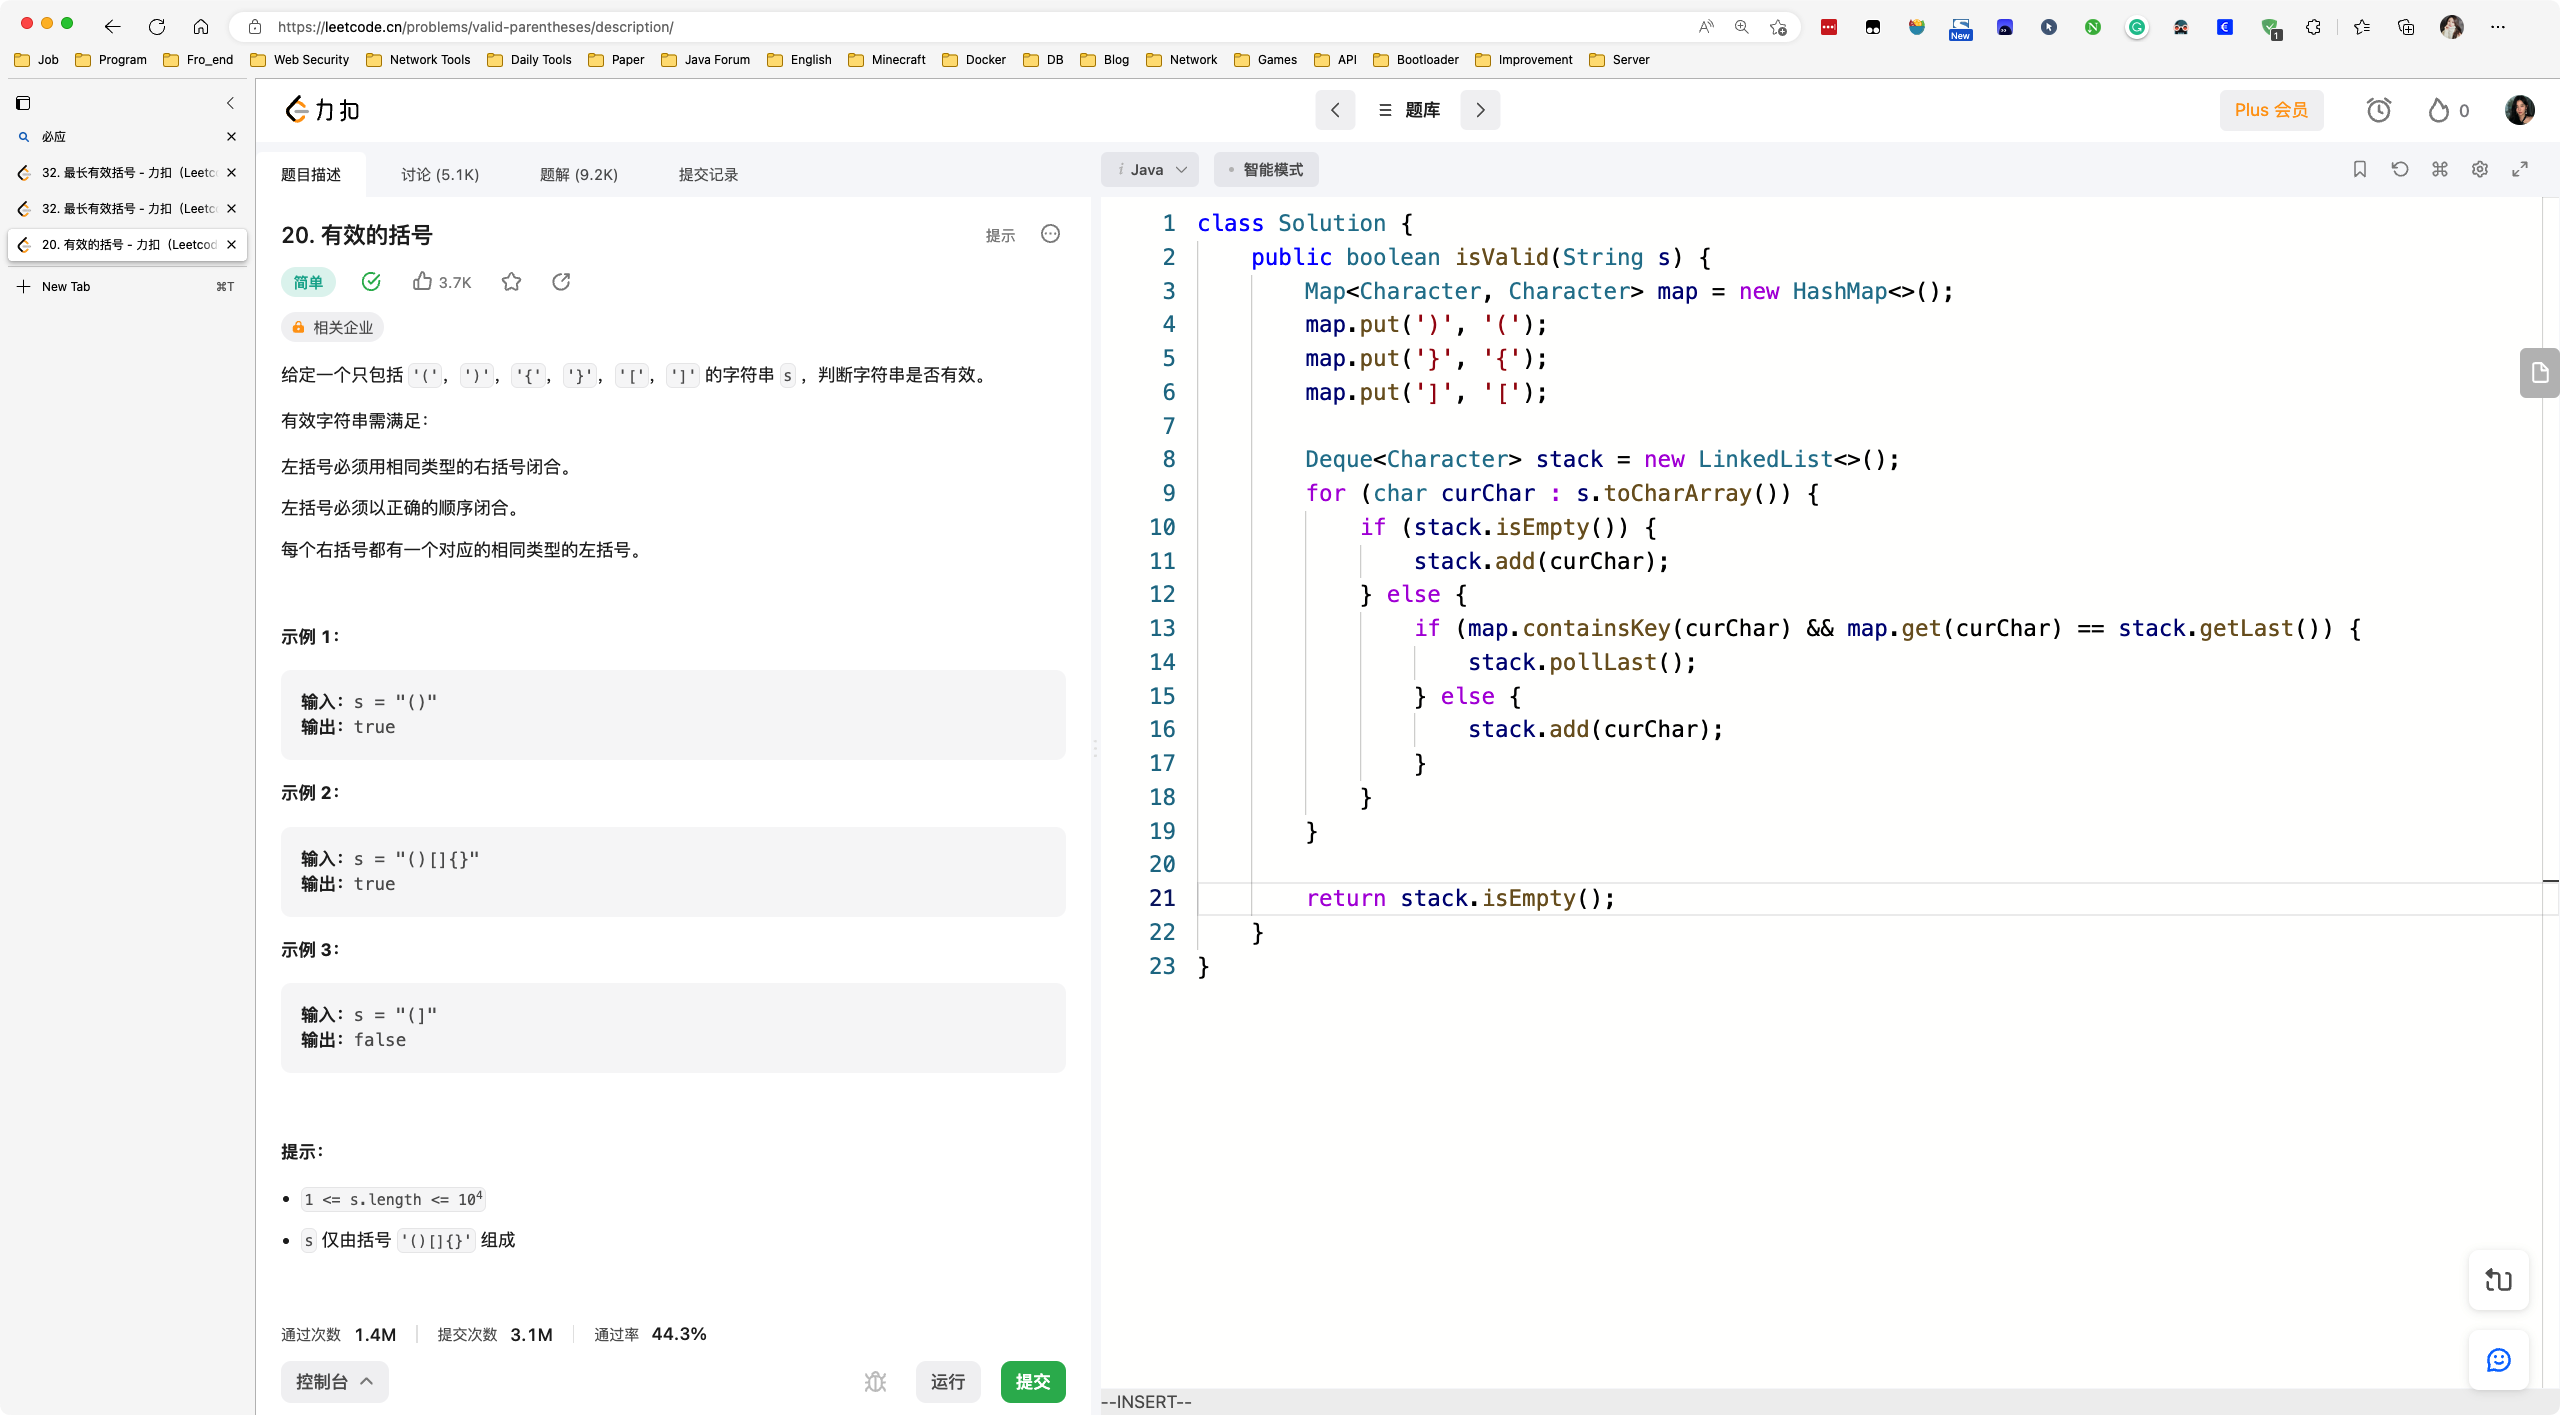 https://leetcode.cn/problems/valid-parentheses/description/
New
1
Job Program Fro_end Web Security Network Tools Daily Tools Paper Java Forum English Minecraft Docker DB Blog Network Games API Bootloader Improvement Server
必应
32. 最长有效括号 - 力扣（Leetc
32. 最长有效括号 - 力扣（Leetc
20. 有效的括号 - 力扣（Leetcod
New Tab ⌘T
力扣
题库
Plus 会员
0
题目描述 讨论 (5.1K) 题解 (9.2K) 提交记录
20. 有效的括号
提示
简单 3.7K
相关企业
给定一个只包括 '('，')'，'{'，'}'，'['，']' 的字符串 s ，判断字符串是否有效。
有效字符串需满足：
左括号必须用相同类型的右括号闭合。
左括号必须以正确的顺序闭合。
每个右括号都有一个对应的相同类型的左括号。
示例 1：
输入：s = "()"
输出：true
示例 2：
输入：s = "()[]{}"
输出：true
示例 3：
输入：s = "(]"
输出：false
提示：
1 <= s.length <= 10⁴
s 仅由括号 '()[]{}' 组成
通过次数 1.4M 提交次数 3.1M 通过率 44.3%
控制台 运行 提交
i Java 智能模式
1 class Solution {
2     public boolean isValid(String s) {
3         Map<Character, Character> map = new HashMap<>();
4         map.put(')', '(');
5         map.put('}', '{');
6         map.put(']', '[');
7
8         Deque<Character> stack = new LinkedList<>();
9         for (char curChar : s.toCharArray()) {
10             if (stack.isEmpty()) {
11                 stack.add(curChar);
12             } else {
13                 if (map.containsKey(curChar) && map.get(curChar) == stack.getLast()) {
14                     stack.pollLast();
15                 } else {
16                     stack.add(curChar);
17                 }
18             }
19         }
20
21         return stack.isEmpty();
22     }
23 }
--INSERT--